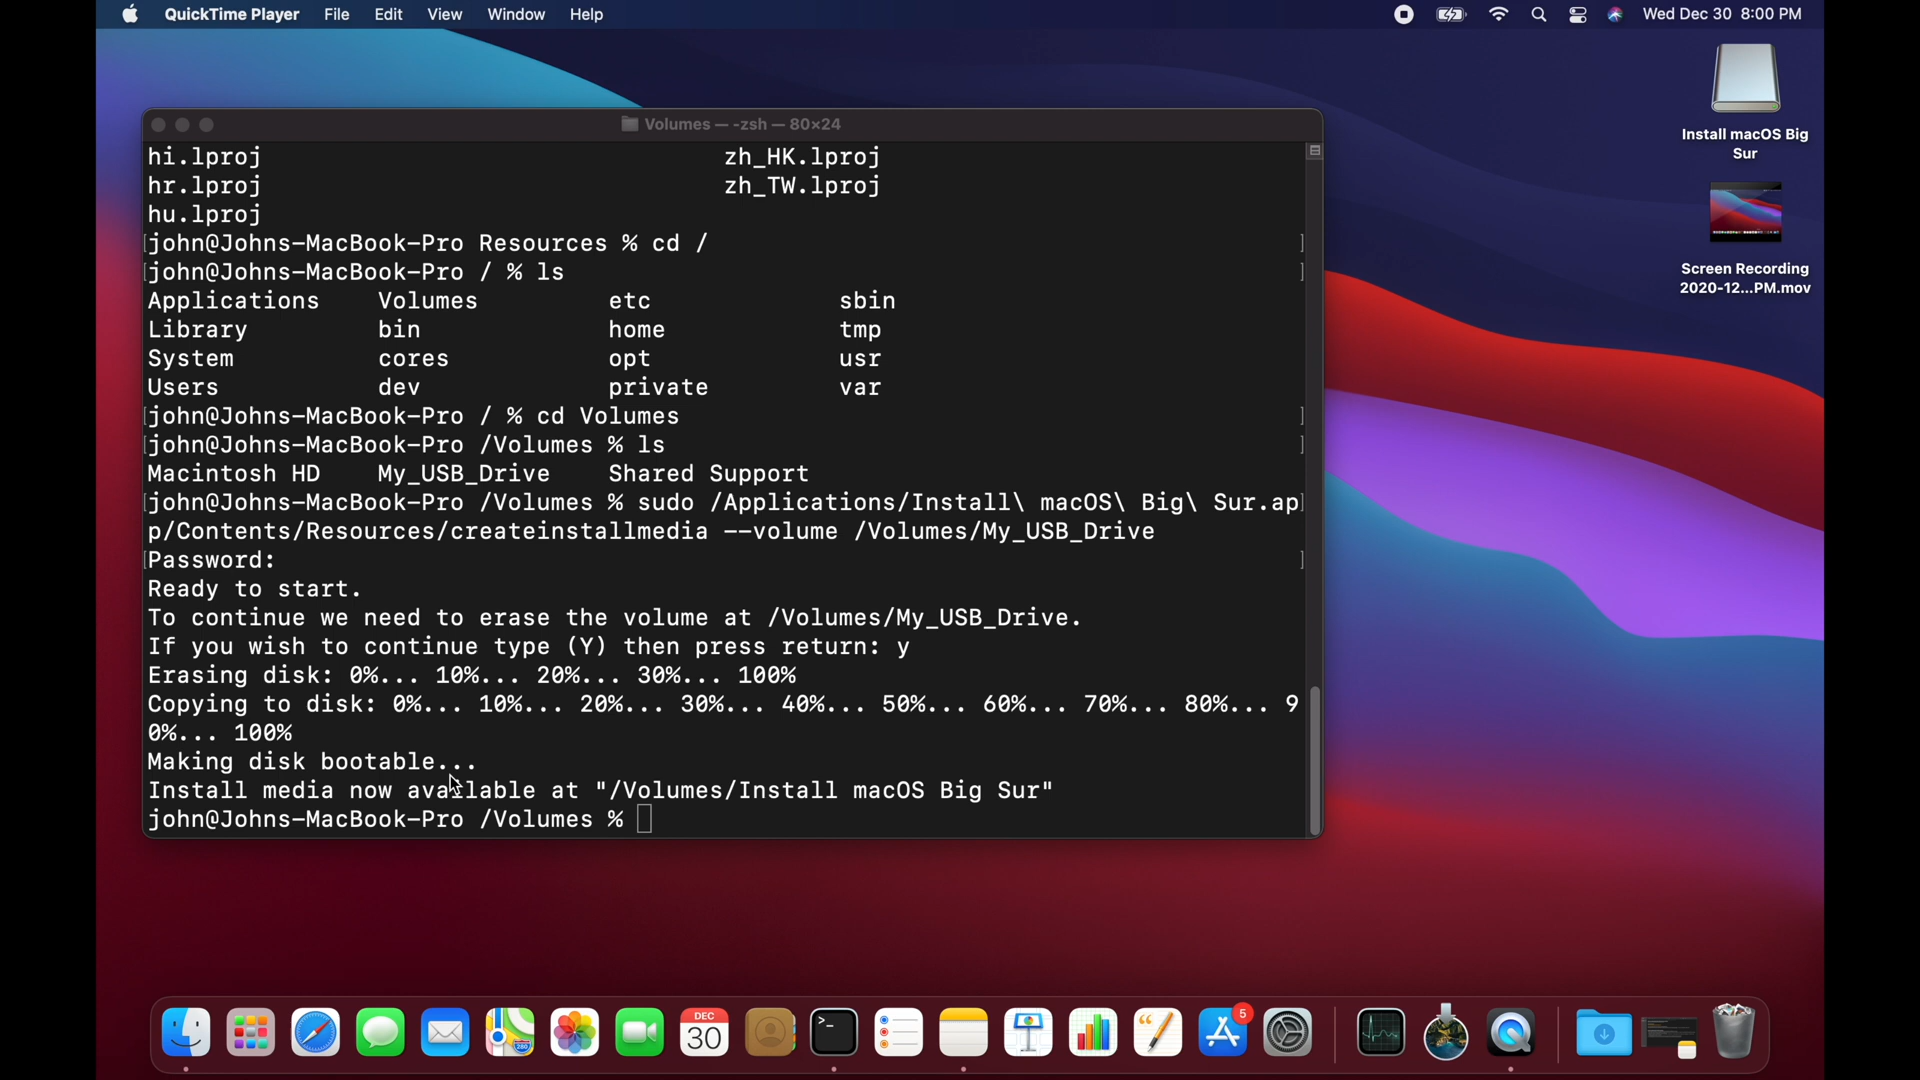 QuickTime Player File Edit View Window Help Wed Dec 30 8:00 PM
Install macOS Big
Sur
Screen Recording
2020-12...PM.mov
Volumes — -zsh — 80×24
hi.lproj zh_HK.lproj
hr.lproj zh_TW.lproj
hu.lproj
[john@Johns-MacBook-Pro Resources % cd / ]
[john@Johns-MacBook-Pro / % ls ]
Applications Volumes etc sbin
Library bin home tmp
System cores opt usr
Users dev private var
[john@Johns-MacBook-Pro / % cd Volumes ]
[john@Johns-MacBook-Pro /Volumes % ls ]
Macintosh HD My_USB_Drive Shared Support
[john@Johns-MacBook-Pro /Volumes % sudo /Applications/Install\ macOS\ Big\ Sur.ap]
p/Contents/Resources/createinstallmedia --volume /Volumes/My_USB_Drive
[Password: ]
Ready to start.
To continue we need to erase the volume at /Volumes/My_USB_Drive.
If you wish to continue type (Y) then press return: y
Erasing disk: 0%... 10%... 20%... 30%... 100%
Copying to disk: 0%... 10%... 20%... 30%... 40%... 50%... 60%... 70%... 80%... 9
0%... 100%
Making disk bootable...
Install media now available at "/Volumes/Install macOS Big Sur"
john@Johns-MacBook-Pro /Volumes %
DEC
30
280
>_
5